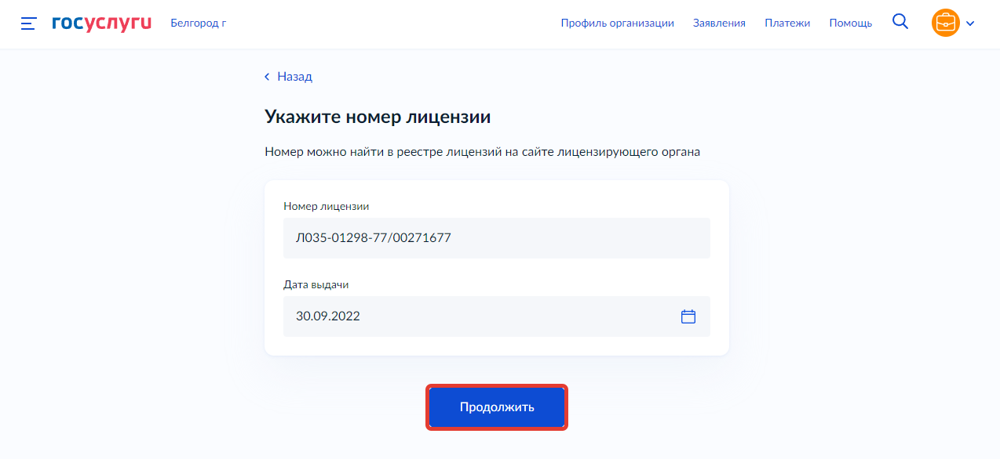 госуслуги Белгород г Профиль организации Заявления Платежи Помощь
Назад
Укажите номер лицензии
Номер можно найти в реестре лицензий на сайте лицензирующего органа
Номер лицензии
Л035-01298-77/00271677
Дата выдачи
30.09.2022
Продолжить